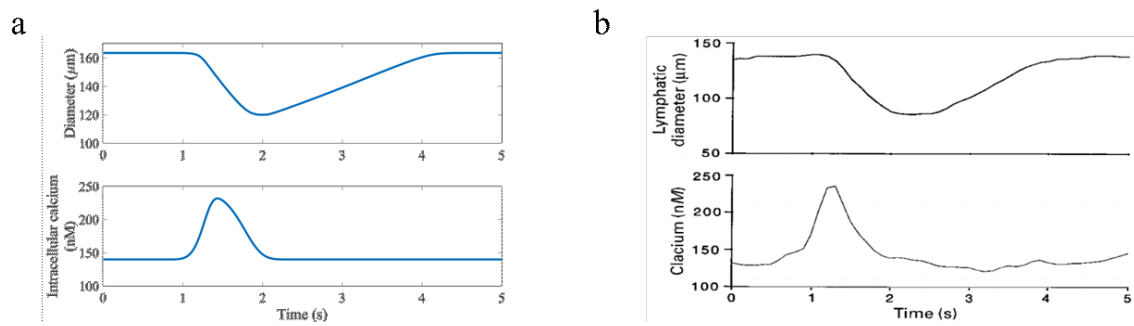 a
Diameter (μm)
160
140
120
100
0 1 2 3 4 5
Intracellular calcium
(nM)
250
200
150
100
0 1 2 3 4 5
Time (s)
b
Lymphatic
diameter (μm)
150
100
50
Clacium (nM)
250
200
150
100
0 1 2 3 4 5
Time (s)